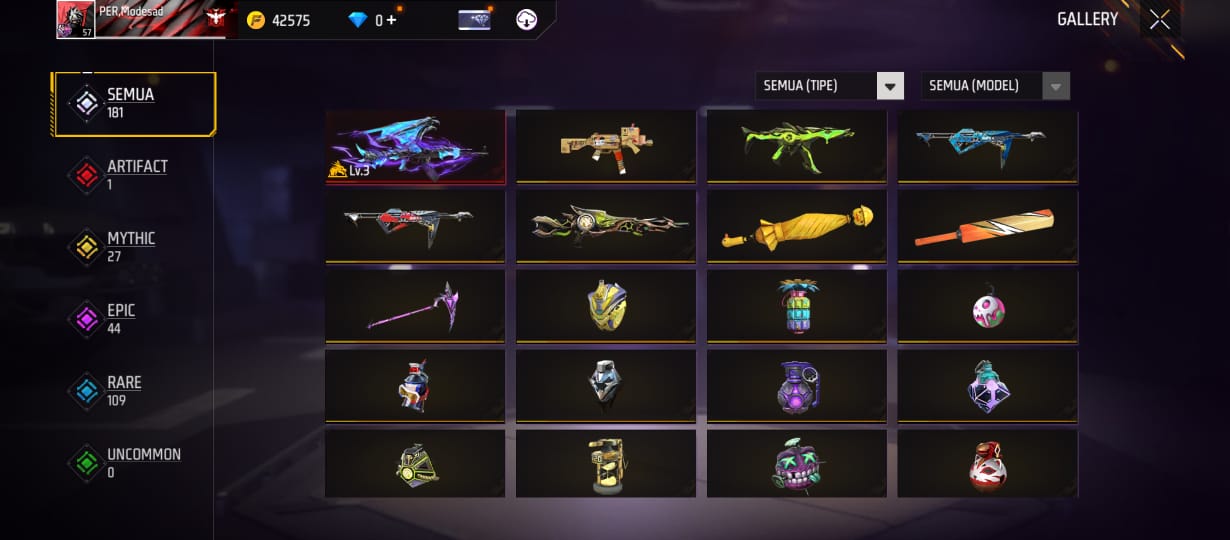 PER,Modesad
57
42575
0 +
GALLERY
SEMUA
181
SEMUA (TIPE)
SEMUA (MODEL)
ARTIFACT
1
MYTHIC
27
EPIC
44
RARE
109
UNCOMMON
0
Lv.3